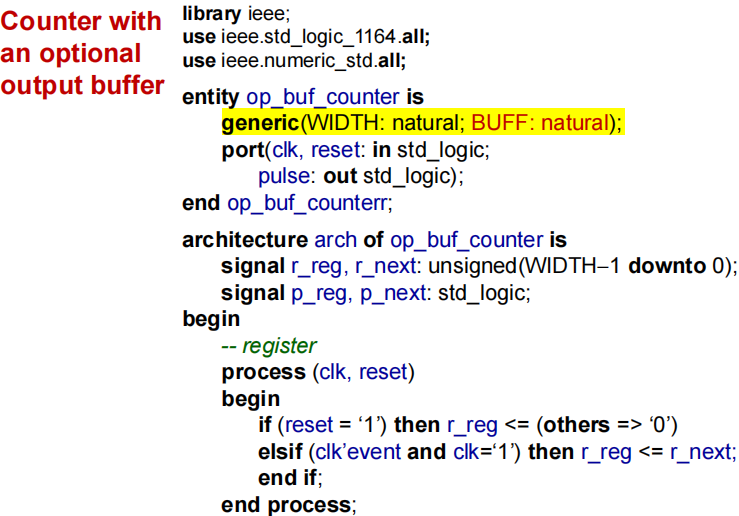 Counter with
an optional
output buffer
library ieee;
use ieee.std_logic_1164.all;
use ieee.numeric_std.all;
entity op_buf_counter is
generic(WIDTH: natural; BUFF: natural);
port(clk, reset: in std_logic;
pulse: out std_logic);
end op_buf_counterr;
architecture arch of op_buf_counter is
signal r_reg, r_next: unsigned(WIDTH−1 downto 0);
signal p_reg, p_next: std_logic;
begin
-- register
process (clk, reset)
begin
if (reset = ‘1’) then r_reg <= (others => ‘0’)
elsif (clk’event and clk=‘1’) then r_reg <= r_next;
end if;
end process;